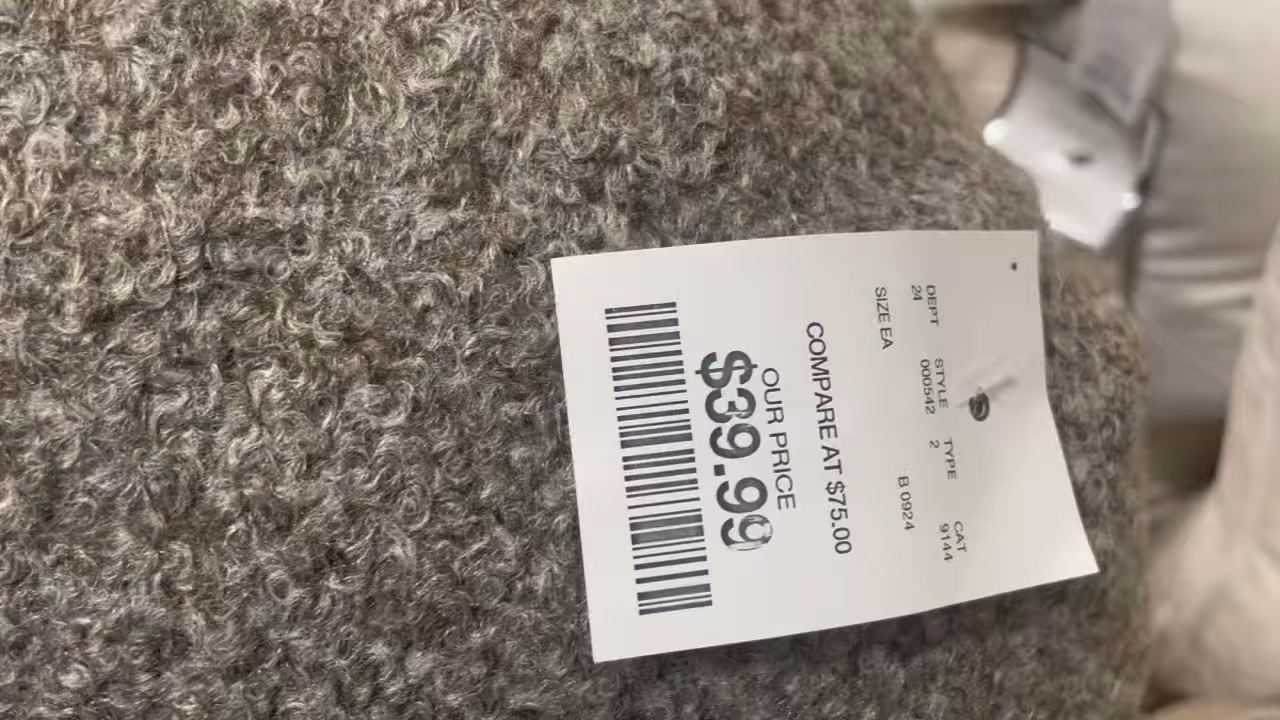 DEPT STYLE TYPE CAT
24 000542 2 9144
B 0924
SIZE EA
COMPARE AT $75.00
OUR PRICE
$39.99